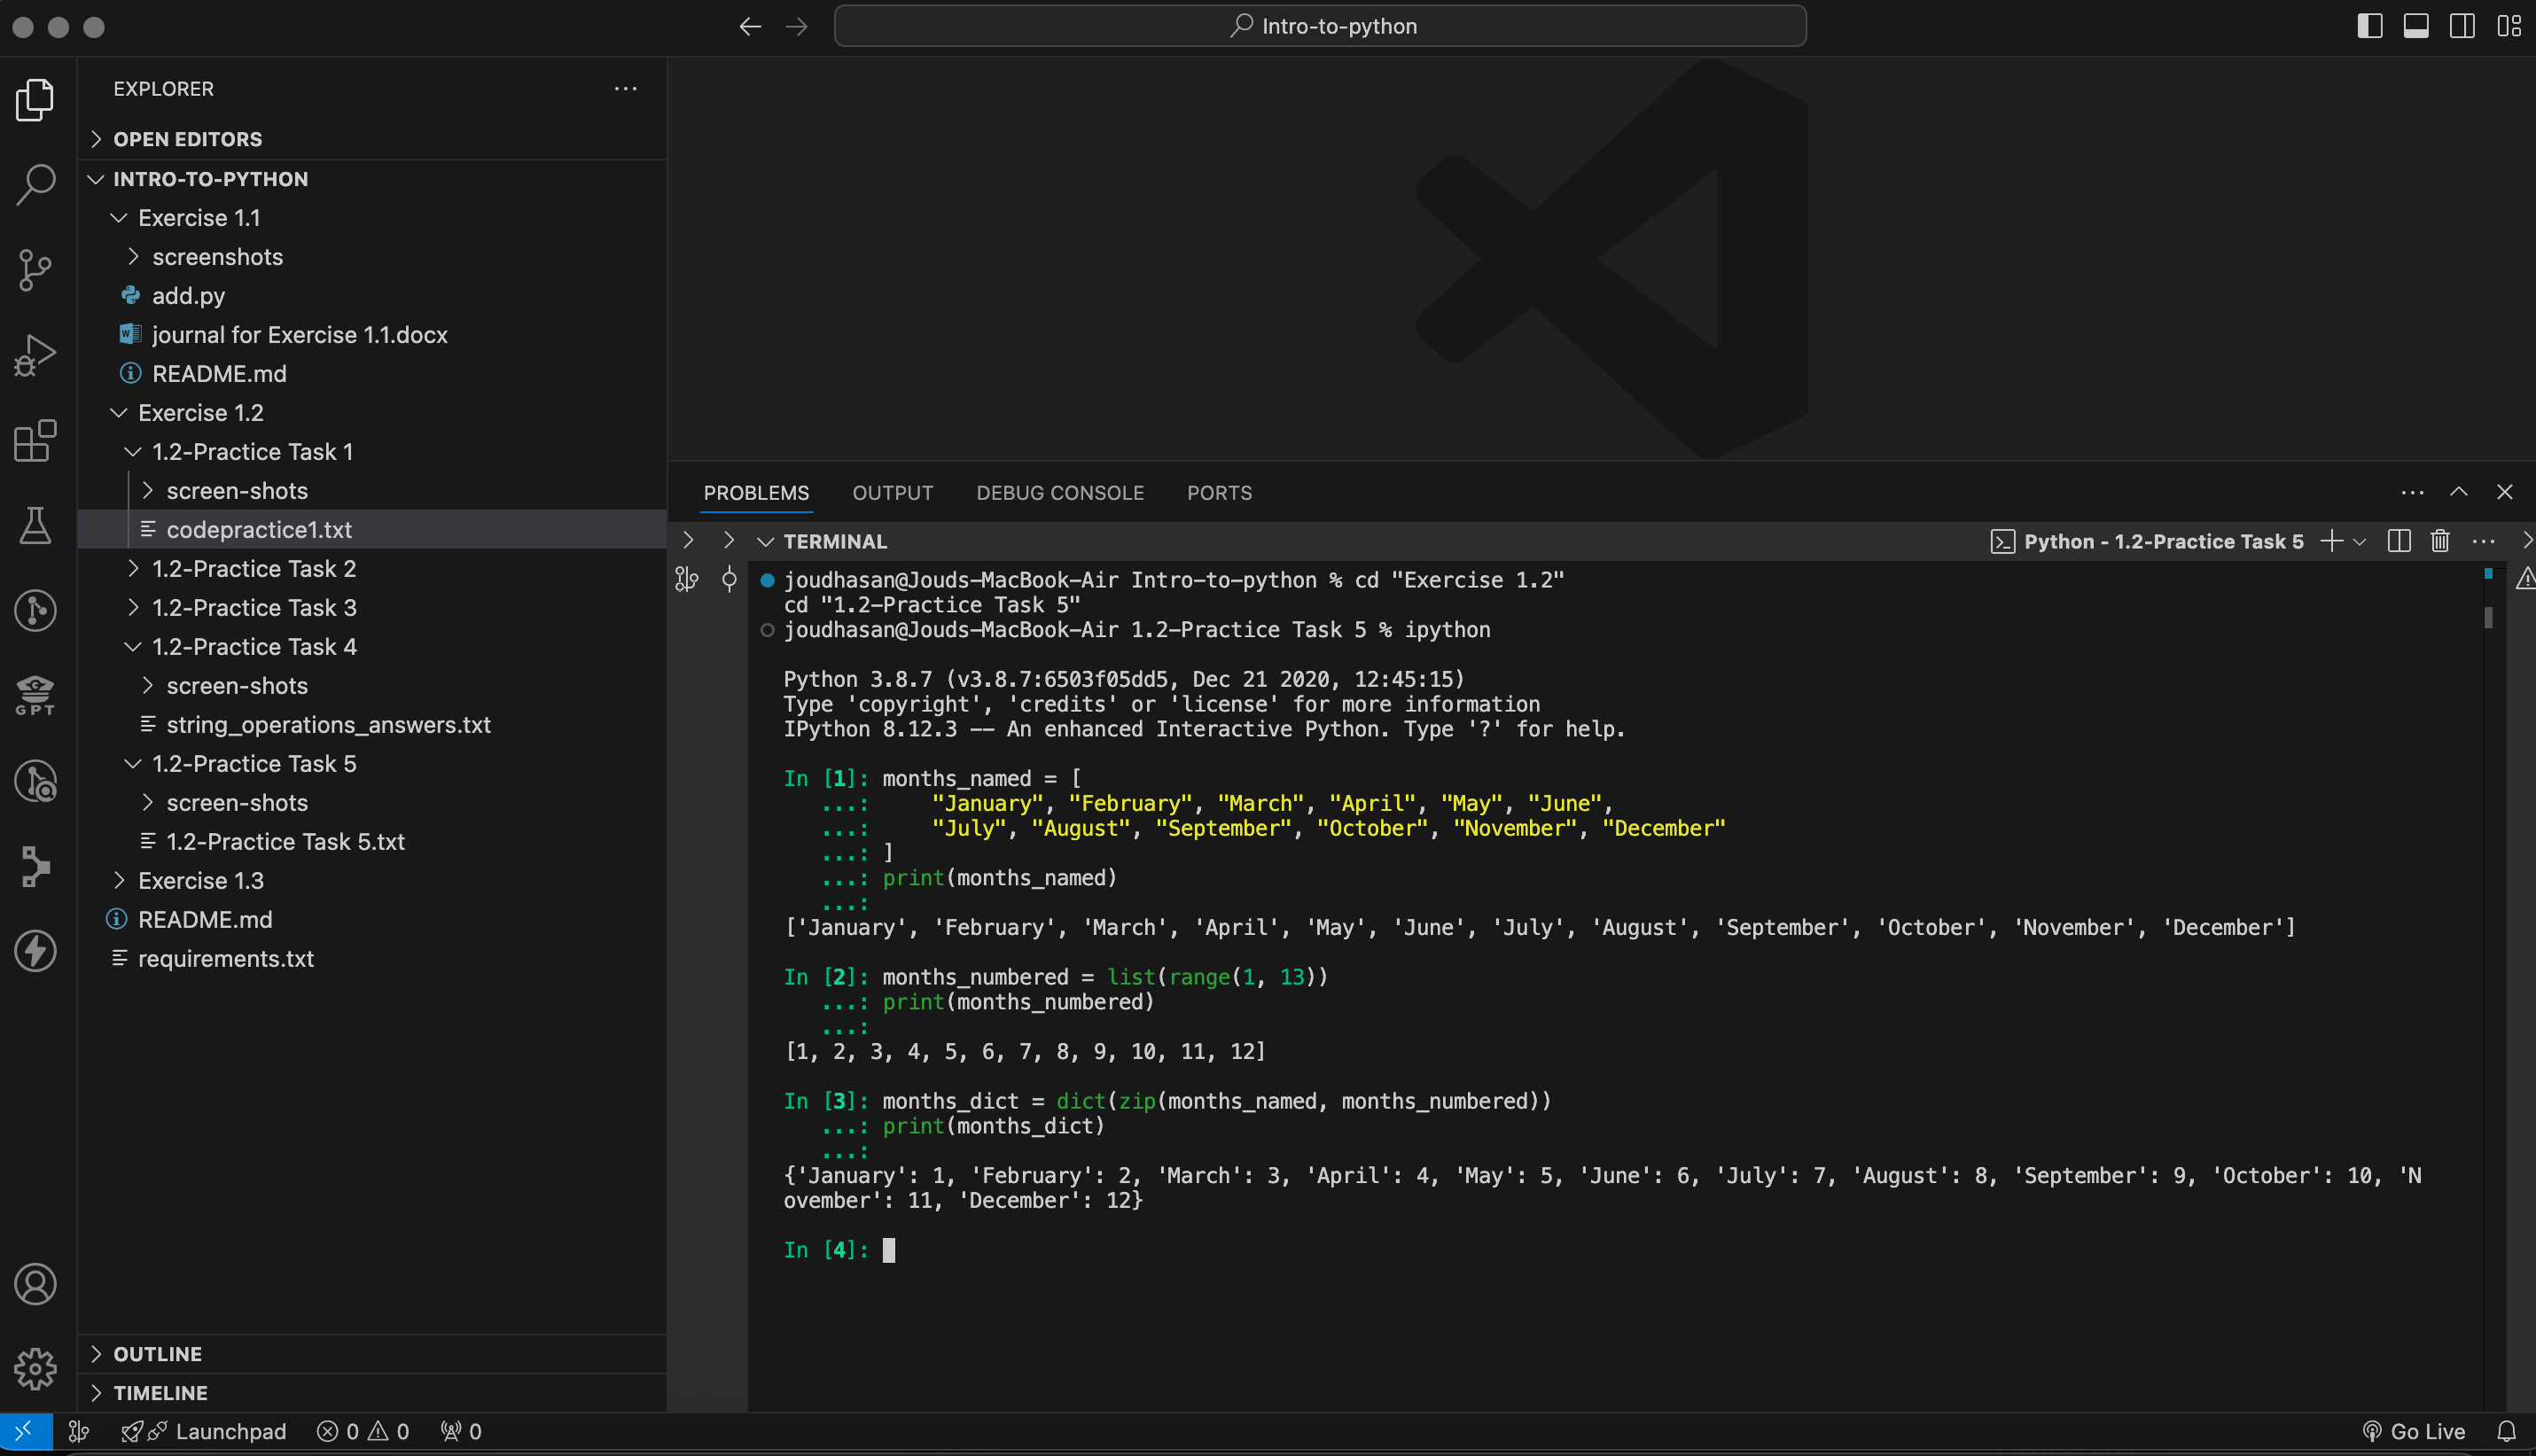 Intro-to-python
EXPLORER
OPEN EDITORS
INTRO-TO-PYTHON
Exercise 1.1
screenshots
add.py
journal for Exercise 1.1.docx
README.md
Exercise 1.2
1.2-Practice Task 1
screen-shots
codepractice1.txt
1.2-Practice Task 2
1.2-Practice Task 3
1.2-Practice Task 4
screen-shots
string_operations_answers.txt
1.2-Practice Task 5
screen-shots
1.2-Practice Task 5.txt
Exercise 1.3
README.md
requirements.txt
GPT
OUTLINE
TIMELINE
PROBLEMS OUTPUT DEBUG CONSOLE PORTS
TERMINAL
Python - 1.2-Practice Task 5
joudhasan@Jouds-MacBook-Air Intro-to-python % cd "Exercise 1.2"
cd "1.2-Practice Task 5"
joudhasan@Jouds-MacBook-Air 1.2-Practice Task 5 % ipython
Python 3.8.7 (v3.8.7:6503f05dd5, Dec 21 2020, 12:45:15)
Type 'copyright', 'credits' or 'license' for more information
IPython 8.12.3 -- An enhanced Interactive Python. Type '?' for help.
In [1]: months_named = [
...:     "January", "February", "March", "April", "May", "June",
...:     "July", "August", "September", "October", "November", "December"
...: ]
...: print(months_named)
...:
['January', 'February', 'March', 'April', 'May', 'June', 'July', 'August', 'September', 'October', 'November', 'December']
In [2]: months_numbered = list(range(1, 13))
...: print(months_numbered)
...:
[1, 2, 3, 4, 5, 6, 7, 8, 9, 10, 11, 12]
In [3]: months_dict = dict(zip(months_named, months_numbered))
...: print(months_dict)
...:
{'January': 1, 'February': 2, 'March': 3, 'April': 4, 'May': 5, 'June': 6, 'July': 7, 'August': 8, 'September': 9, 'October': 10, 'N
ovember': 11, 'December': 12}
In [4]:
Launchpad 0 0 0 Go Live